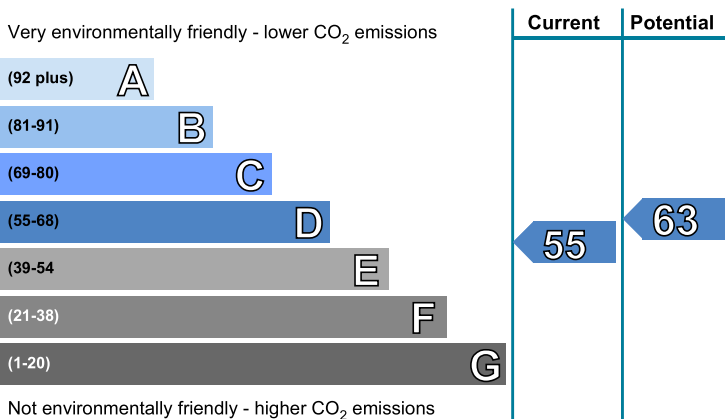 Very environmentally friendly - lower CO2 emissions
Current
Potential
(92 plus) A
(81-91) B
(69-80) C
(55-68) D
(39-54 E
(21-38) F
(1-20) G
55
63
Not environmentally friendly - higher CO2 emissions